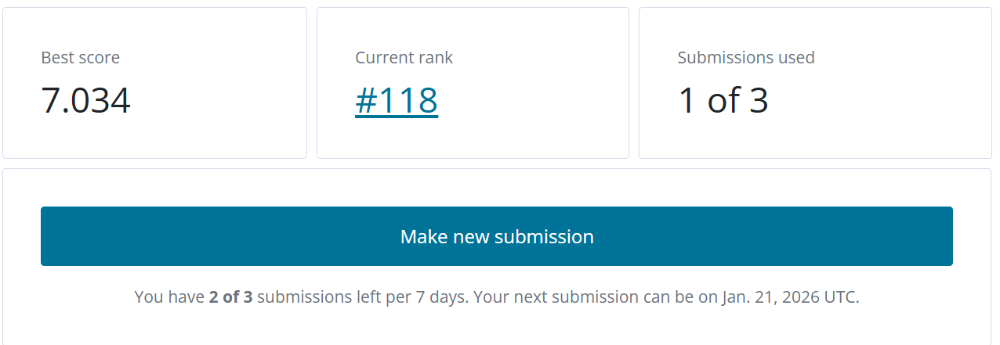 Best score
Current rank
Submissions used
7.034
#118
1 of 3
Make new submission
You have 2 of 3 submissions left per 7 days. Your next submission can be on Jan. 21, 2026 UTC.